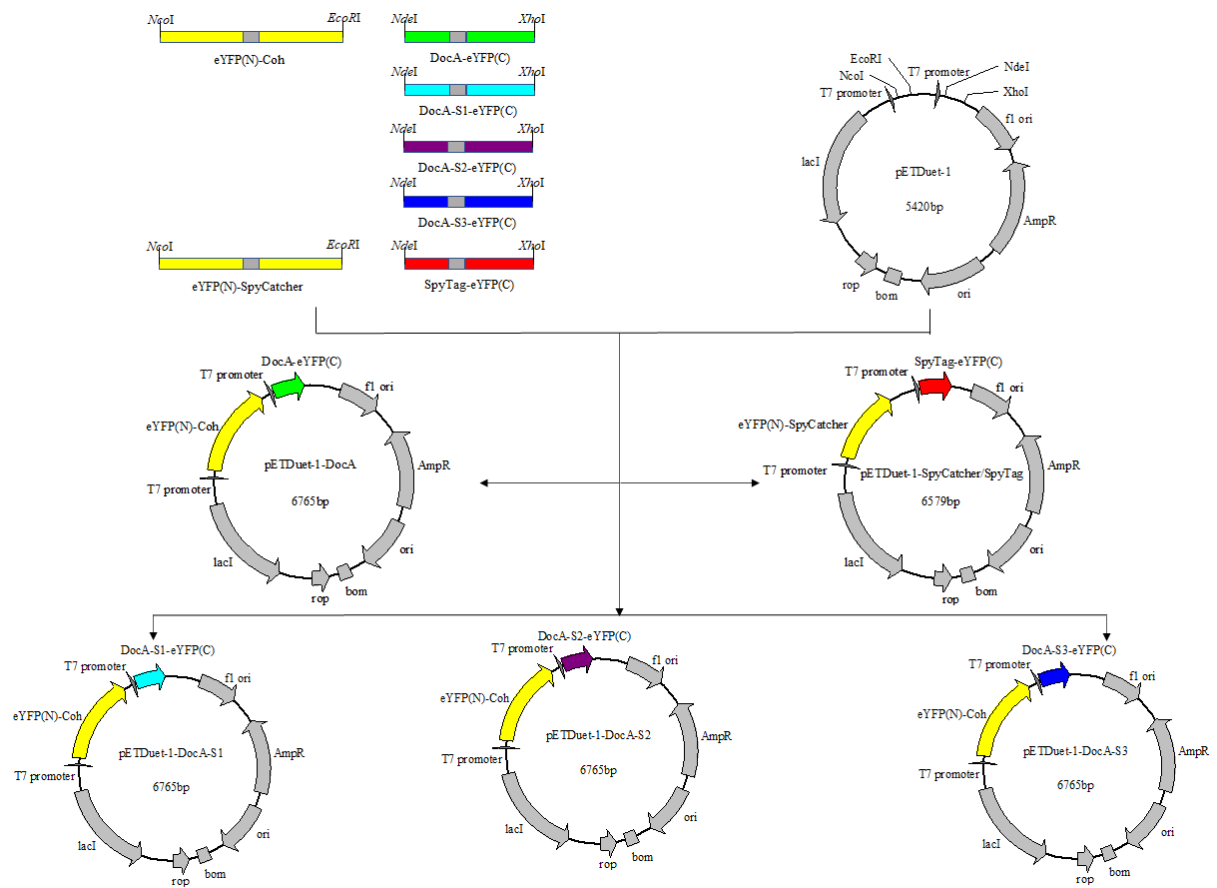 NcoI
EcoRI
eYFP(N)-Coh
NdeI
XhoI
DocA-eYFP(C)
NdeI
XhoI
DocA-S1-eYFP(C)
NdeI
XhoI
DocA-S2-eYFP(C)
NdeI
XhoI
DocA-S3-eYFP(C)
NcoI
EcoRI
eYFP(N)-SpyCatcher
NdeI
XhoI
SpyTag-eYFP(C)
EcoRI
T7 promoter
NdeI
NcoI
T7 promoter
XhoI
f1 ori
lacI
pETDuet-1
5420bp
AmpR
rop
bom
ori
DocA-eYFP(C)
T7 promoter
f1 ori
eYFP(N)-Coh
pETDuet-1-DocA
AmpR
T7 promoter
6765bp
lacI
ori
rop
bom
SpyTag-eYFP(C)
T7 promoter
f1 ori
eYFP(N)-SpyCatcher
AmpR
T7 promoter
pETDuet-1-SpyCatcher/SpyTag
6579bp
lacI
ori
rop
bom
DocA-S1-eYFP(C)
T7 promoter
f1 ori
eYFP(N)-Coh
pETDuet-1-DocA-S1
AmpR
T7 promoter
6765bp
lacI
ori
rop
bom
DocA-S2-eYFP(C)
T7 promoter
f1 ori
eYFP(N)-Coh
pETDuet-1-DocA-S2
AmpR
T7 promoter
6765bp
lacI
ori
rop
bom
DocA-S3-eYFP(C)
T7 promoter
f1 ori
eYFP(N)-Coh
pETDuet-1-DocA-S3
AmpR
T7 promoter
6765bp
lacI
ori
rop
bom